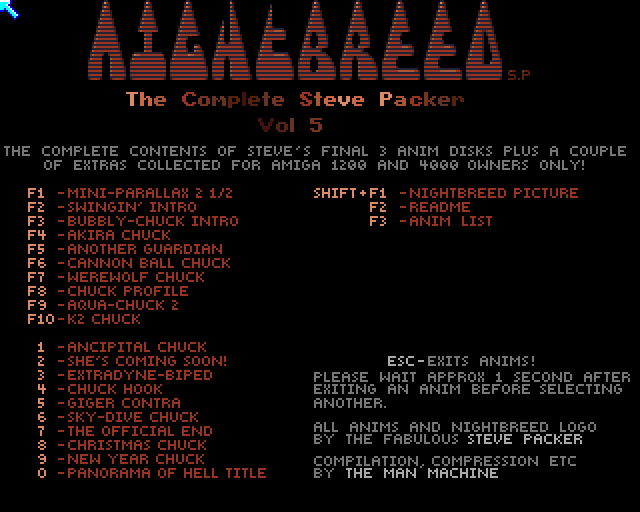 NIGHTBREED
S.P
The Complete Steve Packer
Vol 5
THE COMPLETE CONTENTS OF STEVE'S FINAL 3 ANIM DISKS PLUS A COUPLE
OF EXTRAS COLLECTED FOR AMIGA 1200 AND 4000 OWNERS ONLY!
F1 -MINI-PARALLAX 2 1/2
F2 -SWINGIN' INTRO
F3 -BUBBLY-CHUCK INTRO
F4 -AKIRA CHUCK
F5 -ANOTHER GUARDIAN
F6 -CANNON BALL CHUCK
F7 -WEREWOLF CHUCK
F8 -CHUCK PROFILE
F9 -AQUA-CHUCK 2
F10-K2 CHUCK
SHIFT+F1 -NIGHTBREED PICTURE
F2 -README
F3 -ANIM LIST
1 -ANCIPITAL CHUCK
2 -SHE'S COMING SOON!
3 -EXTRADYNE-BIPED
4 -CHUCK HOOK
5 -GIGER CONTRA
6 -SKY-DIVE CHUCK
7 -THE OFFICIAL END
8 -CHRISTMAS CHUCK
9 -NEW YEAR CHUCK
0 -PANORAMA OF HELL TITLE
ESC-EXITS ANIMS!
PLEASE WAIT APPROX 1 SECOND AFTER
EXITING AN ANIM BEFORE SELECTING
ANOTHER.
ALL ANIMS AND NIGHTBREED LOGO
BY THE FABULOUS STEVE PACKER
COMPILATION, COMPRESSION ETC
BY THE MAN MACHINE